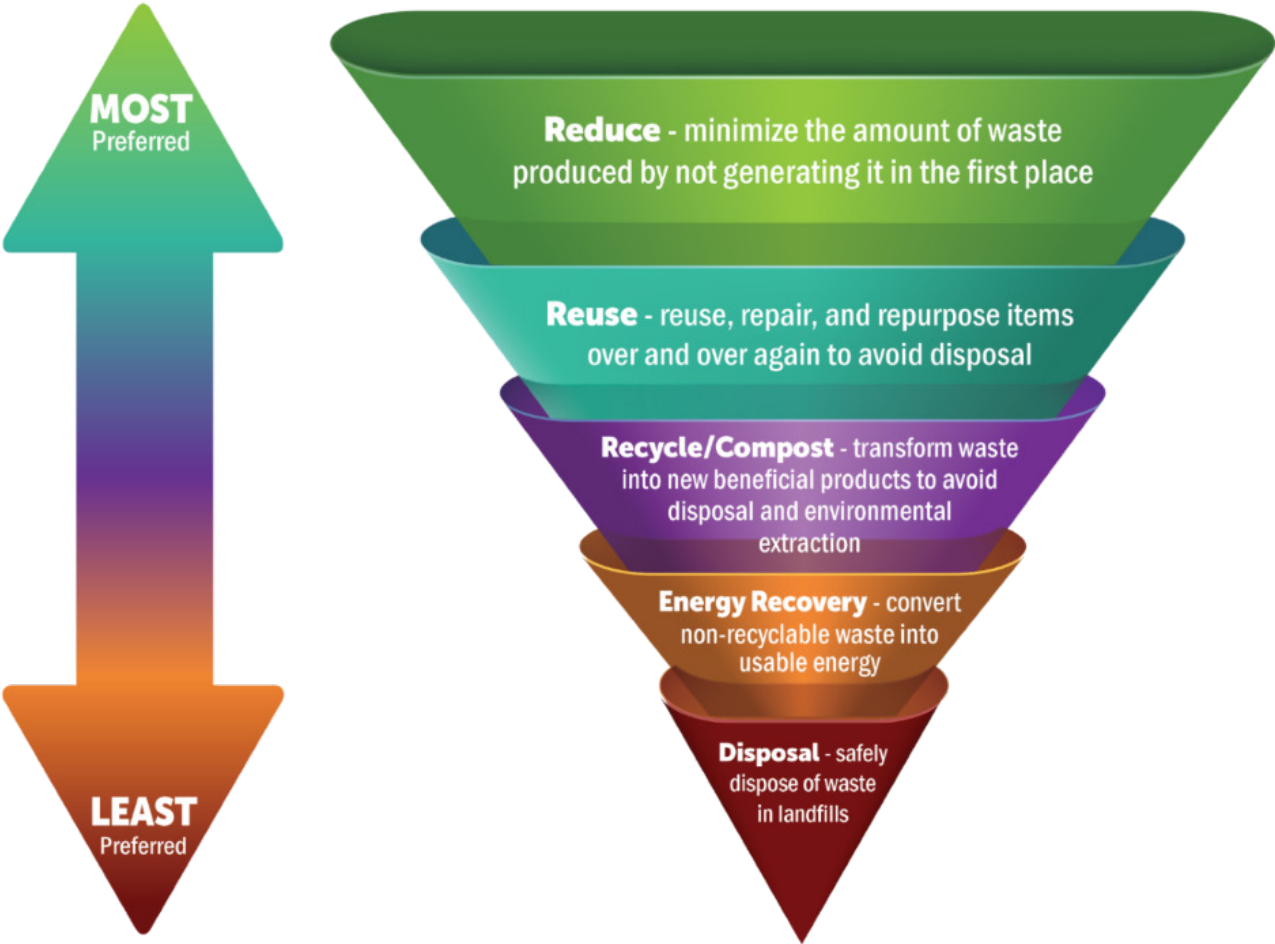 MOST
Preferred
Reduce - minimize the amount of waste
produced by not generating it in the first place
Reuse - reuse, repair, and repurpose items
over and over again to avoid disposal
Recycle/Compost - transform waste
into new beneficial products to avoid
disposal and environmental
extraction
Energy Recovery - convert
non-recyclable waste into
usable energy
Disposal - safely
dispose of waste
in landfills
LEAST
Preferred